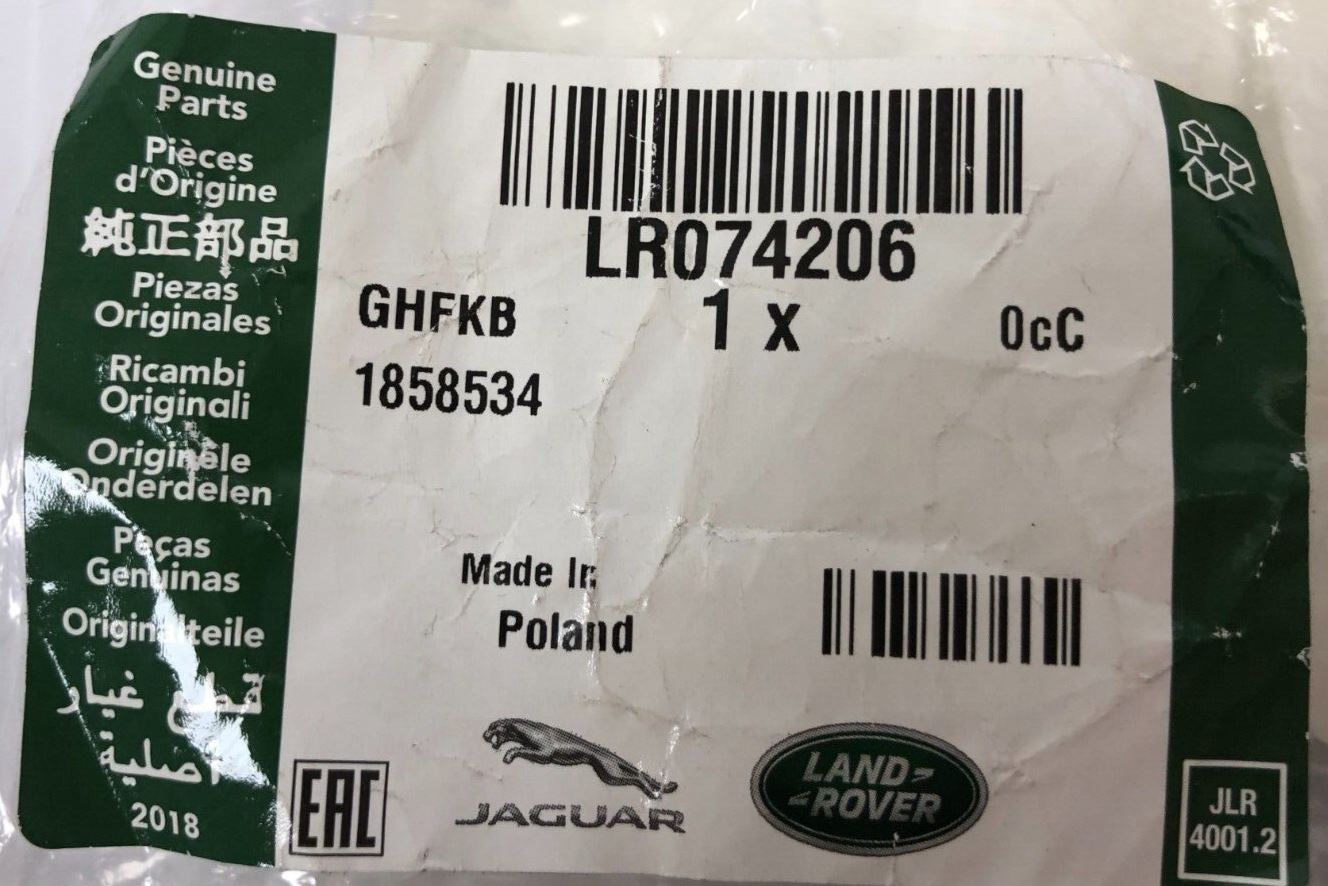 Genuine
Parts
Pièces
d'Origine
純正部品
Piezas
Originales
Ricambi
Originali
Originele
Onderdelen
Peças
Genuinas
Originalteile
قطع غيار
أصلية
2018
LR074206
GHFKB
1 x
0cC
1858534
Made In
Poland
EAC
JAGUAR
LAND-
-ROVER
JLR
4001.2